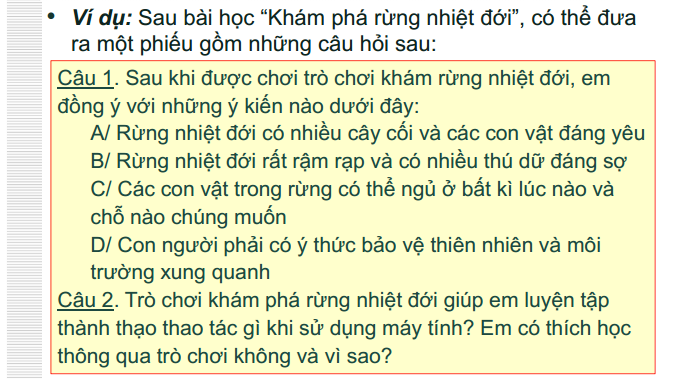 • Ví dụ: Sau bài học “Khám phá rừng nhiệt đới”, có thể đưa
ra một phiếu gồm những câu hỏi sau:
Câu 1. Sau khi được chơi trò chơi khám rừng nhiệt đới, em
đồng ý với những ý kiến nào dưới đây:
A/ Rừng nhiệt đới có nhiều cây cối và các con vật đáng yêu
B/ Rừng nhiệt đới rất rậm rạp và có nhiều thú dữ đáng sợ
C/ Các con vật trong rừng có thể ngủ ở bất kì lúc nào và
chỗ nào chúng muốn
D/ Con người phải có ý thức bảo vệ thiên nhiên và môi
trường xung quanh
Câu 2. Trò chơi khám phá rừng nhiệt đới giúp em luyện tập
thành thạo thao tác gì khi sử dụng máy tính? Em có thích học
thông qua trò chơi không và vì sao?